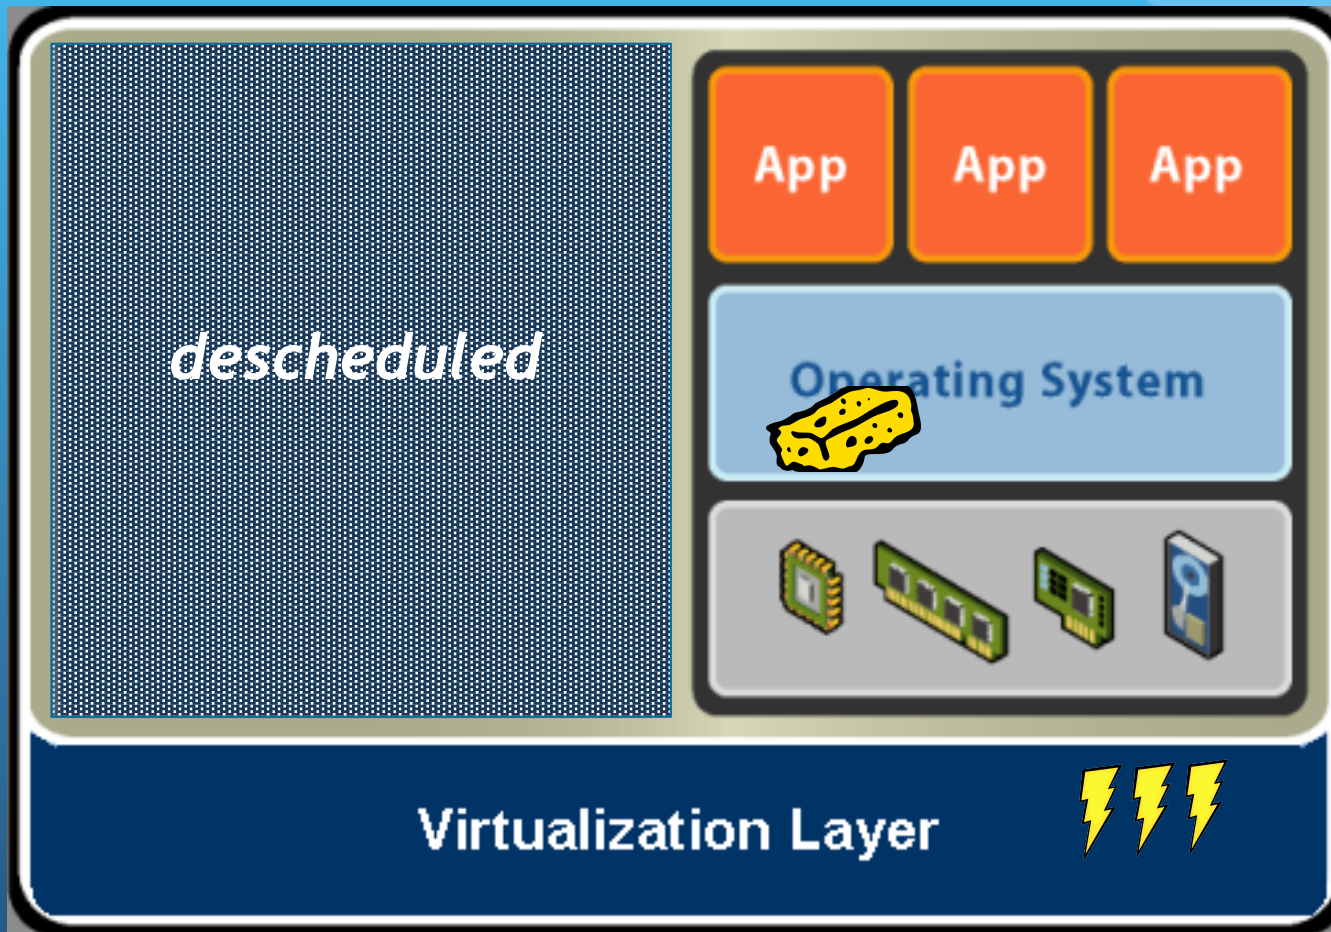 descheduled
App App App
Operating System
Virtualization Layer